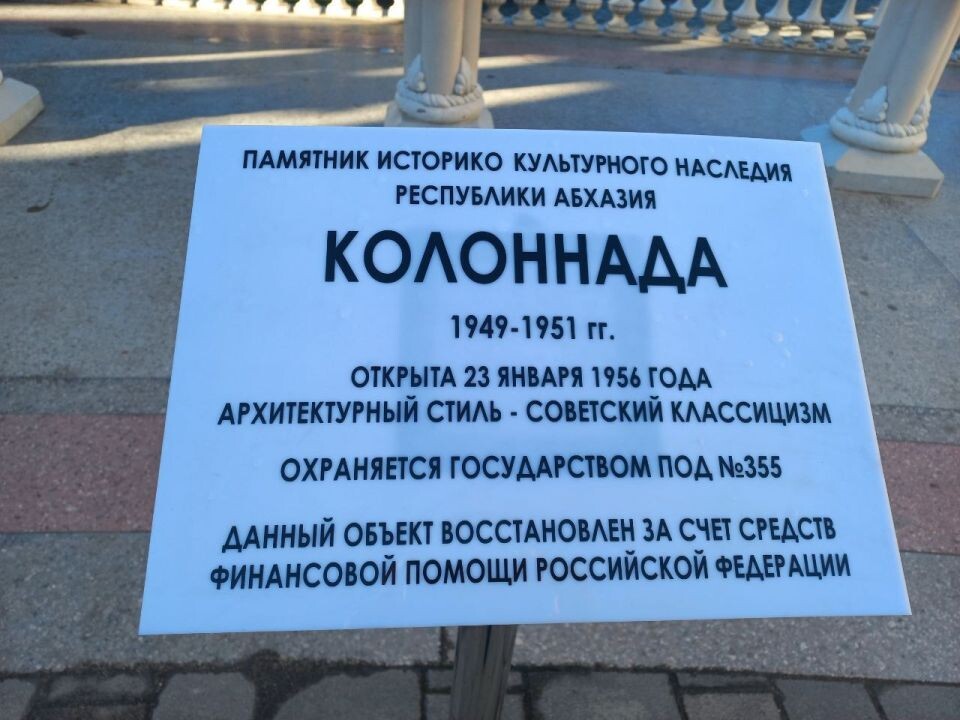 ПАМЯТНИК ИСТОРИКО КУЛЬТУРНОГО НАСЛЕДИЯ
РЕСПУБЛИКИ АБХАЗИЯ
КОЛОННАДА
1949-1951 гг.
ОТКРЫТА 23 ЯНВАРЯ 1956 ГОДА
АРХИТЕКТУРНЫЙ СТИЛЬ - СОВЕТСКИЙ КЛАССИЦИЗМ
ОХРАНЯЕТСЯ ГОСУДАРСТВОМ ПОД №355
ДАННЫЙ ОБЪЕКТ ВОССТАНОВЛЕН ЗА СЧЕТ СРЕДСТВ
ФИНАНСОВОЙ ПОМОЩИ РОССИЙСКОЙ ФЕДЕРАЦИИ